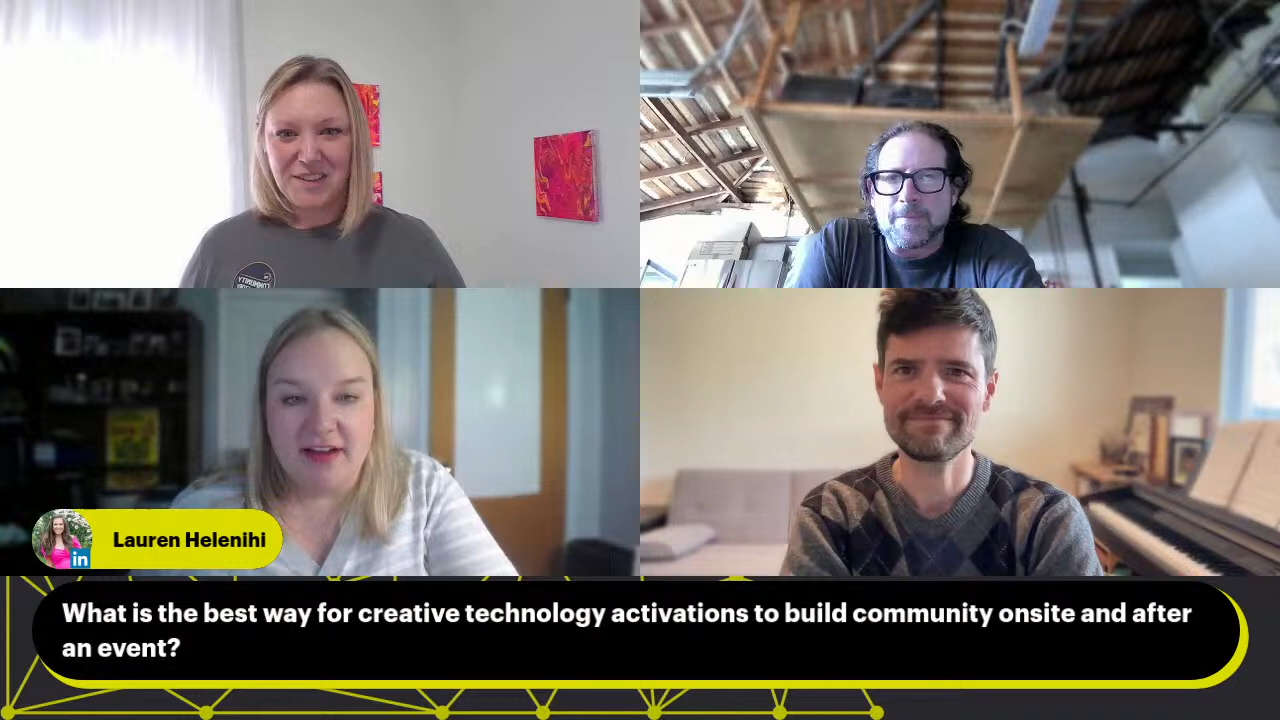 in
Lauren Helenihi
What is the best way for creative technology activations to build community onsite and after
an event?